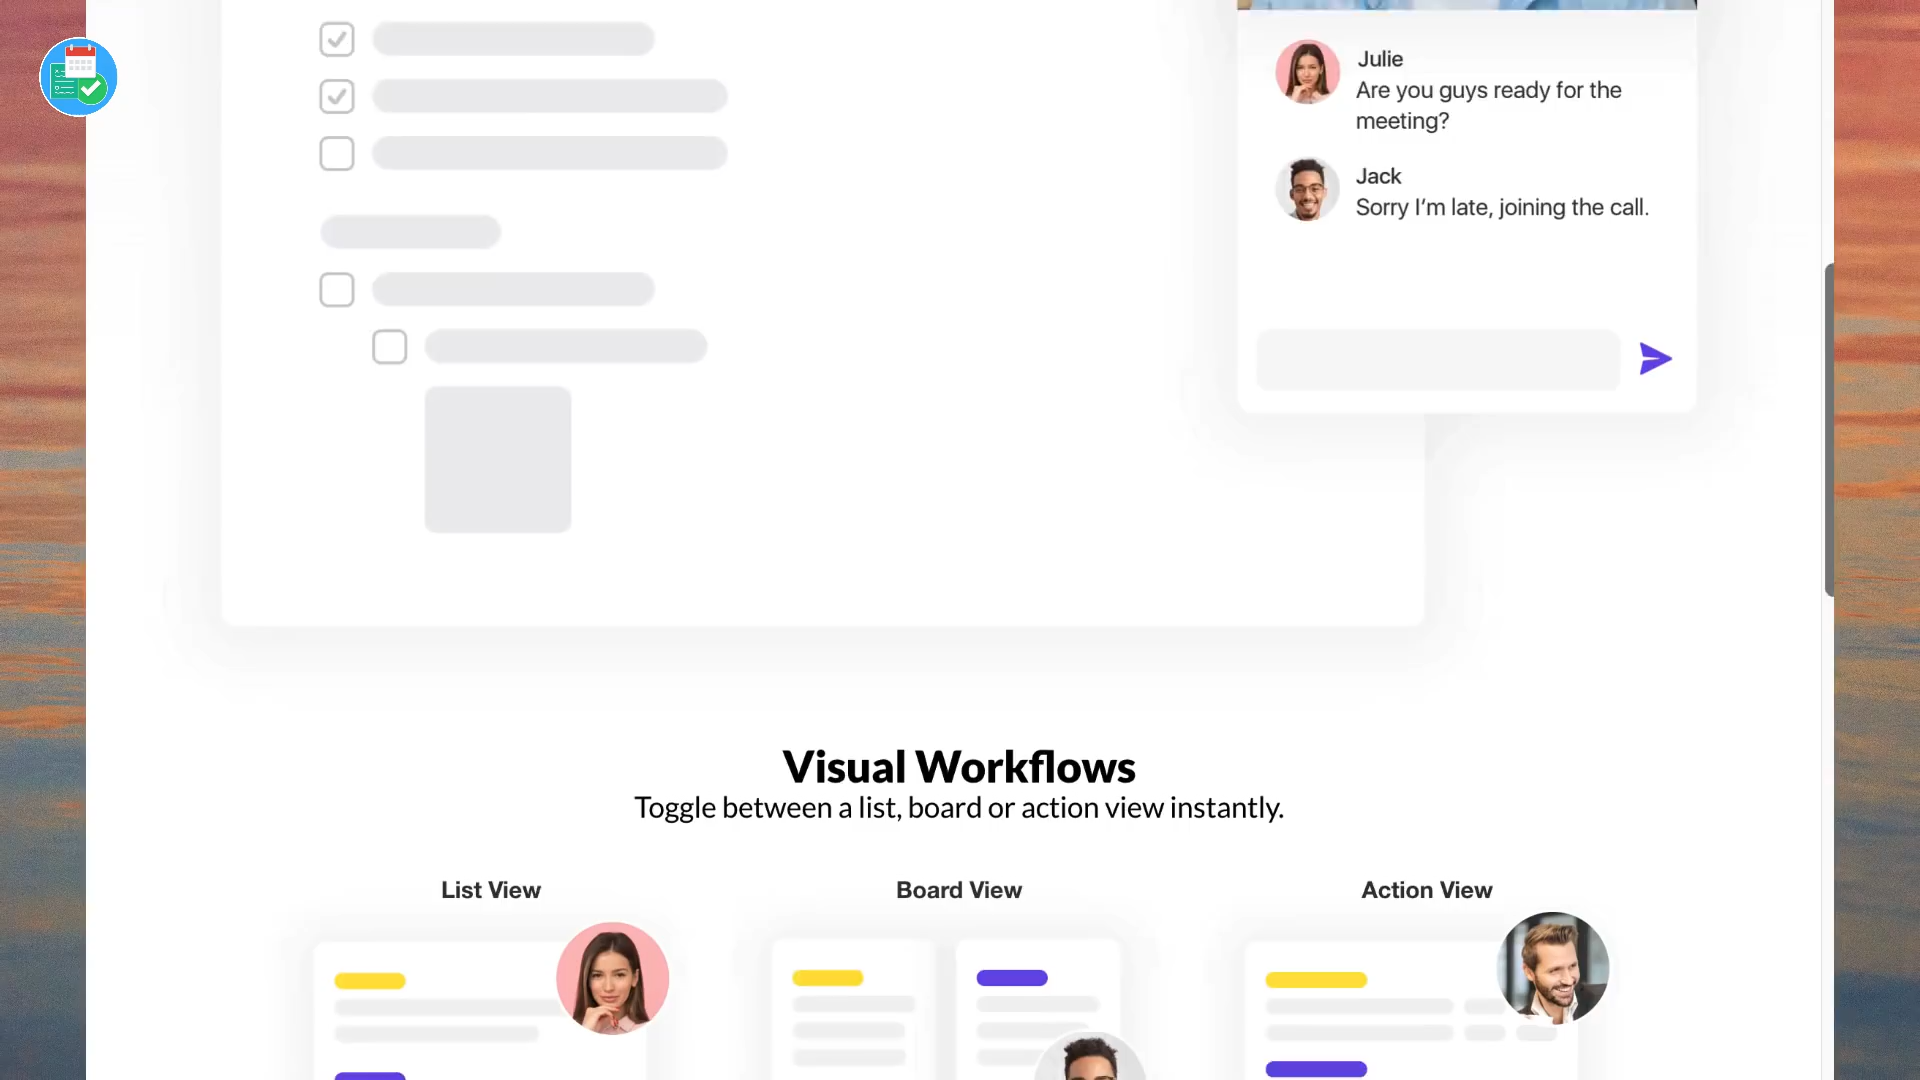 Julie
Are you guys ready for the
meeting?
Jack
Sorry I’m late, joining the call.
Visual Workflows
Toggle between a list, board or action view instantly.
List View
Board View
Action View